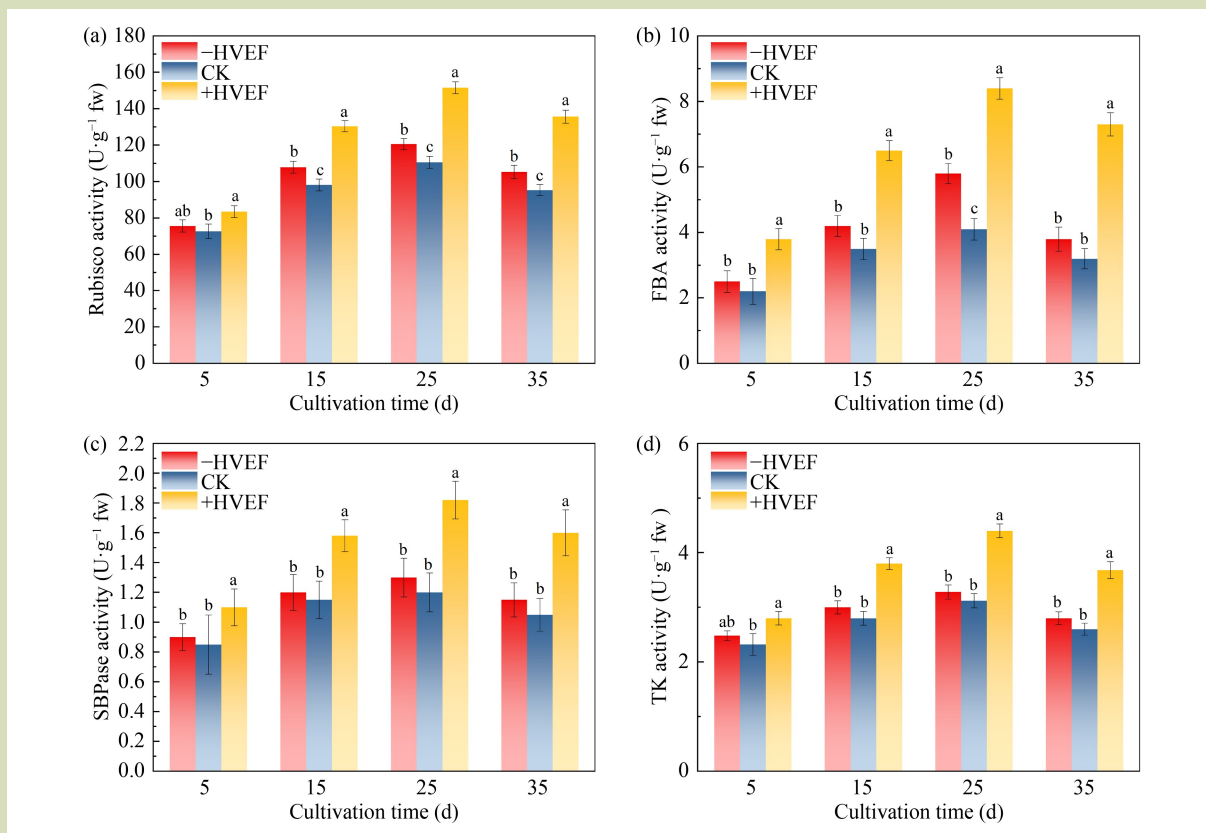 (a)
180
160
140
120
100
80
60
40
20
0
Rubisco activity (U·g⁻¹ fw)
−HVEF
CK
+HVEF
ab b a
b c a
b c a
b c a
5 15 25 35
Cultivation time (d)
(b)
10
8
6
4
2
0
FBA activity (U·g⁻¹ fw)
−HVEF
CK
+HVEF
b b a
b b a
b c a
b b a
5 15 25 35
Cultivation time (d)
(c)
2.2
2.0
1.8
1.6
1.4
1.2
1.0
0.8
0.6
0.4
0.2
0.0
SBPase activity (U·g⁻¹ fw)
−HVEF
CK
+HVEF
b b a
b b a
b b a
b b a
5 15 25 35
Cultivation time (d)
(d)
6
4
2
0
TK activity (U·g⁻¹ fw )
−HVEF
CK
+HVEF
ab b a
b b a
b b a
b b a
5 15 25 35
Cultivation time (d)